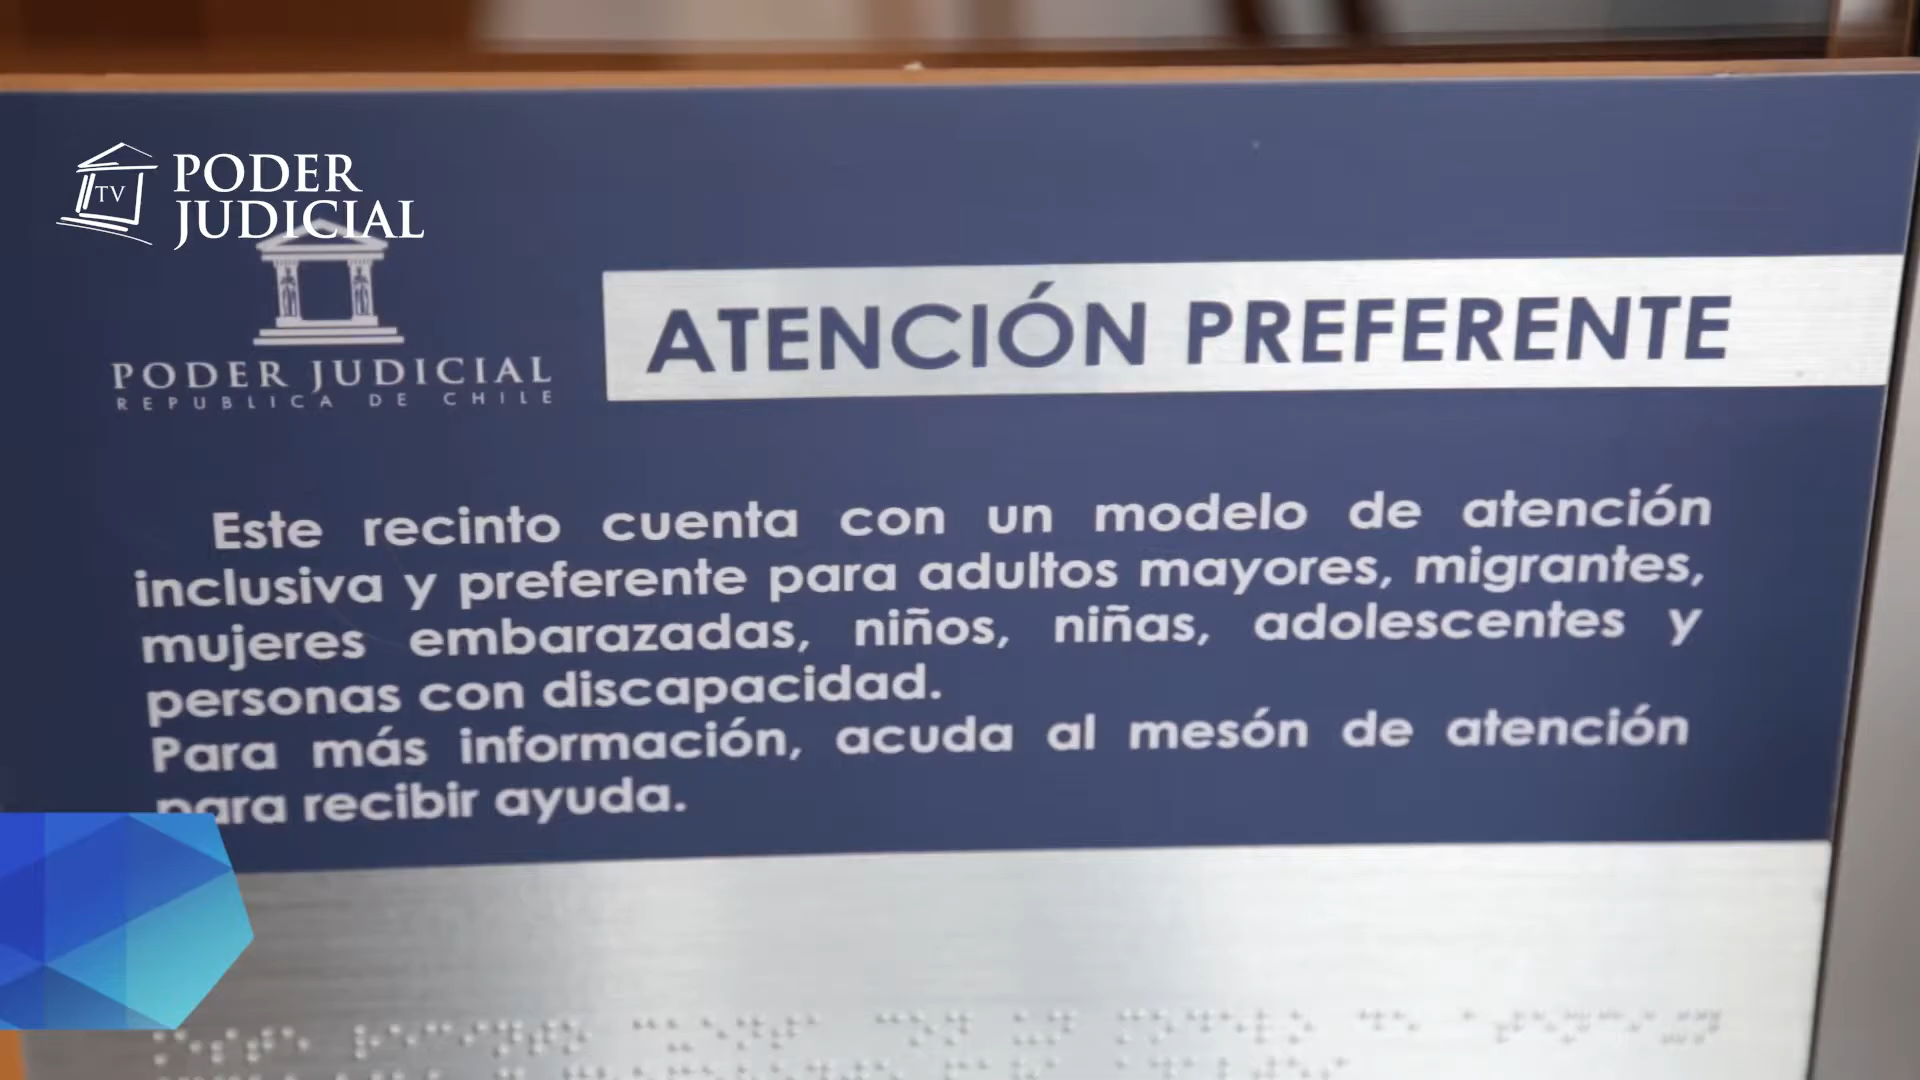 TV
PODER
JUDICIAL
PODER JUDICIAL
REPUBLICA DE CHILE
ATENCIÓN PREFERENTE
Este recinto cuenta con un modelo de atención
inclusiva y preferente para adultos mayores, migrantes,
mujeres embarazadas, niños, niñas, adolescentes y
personas con discapacidad.
Para más información, acuda al mesón de atención
para recibir ayuda.